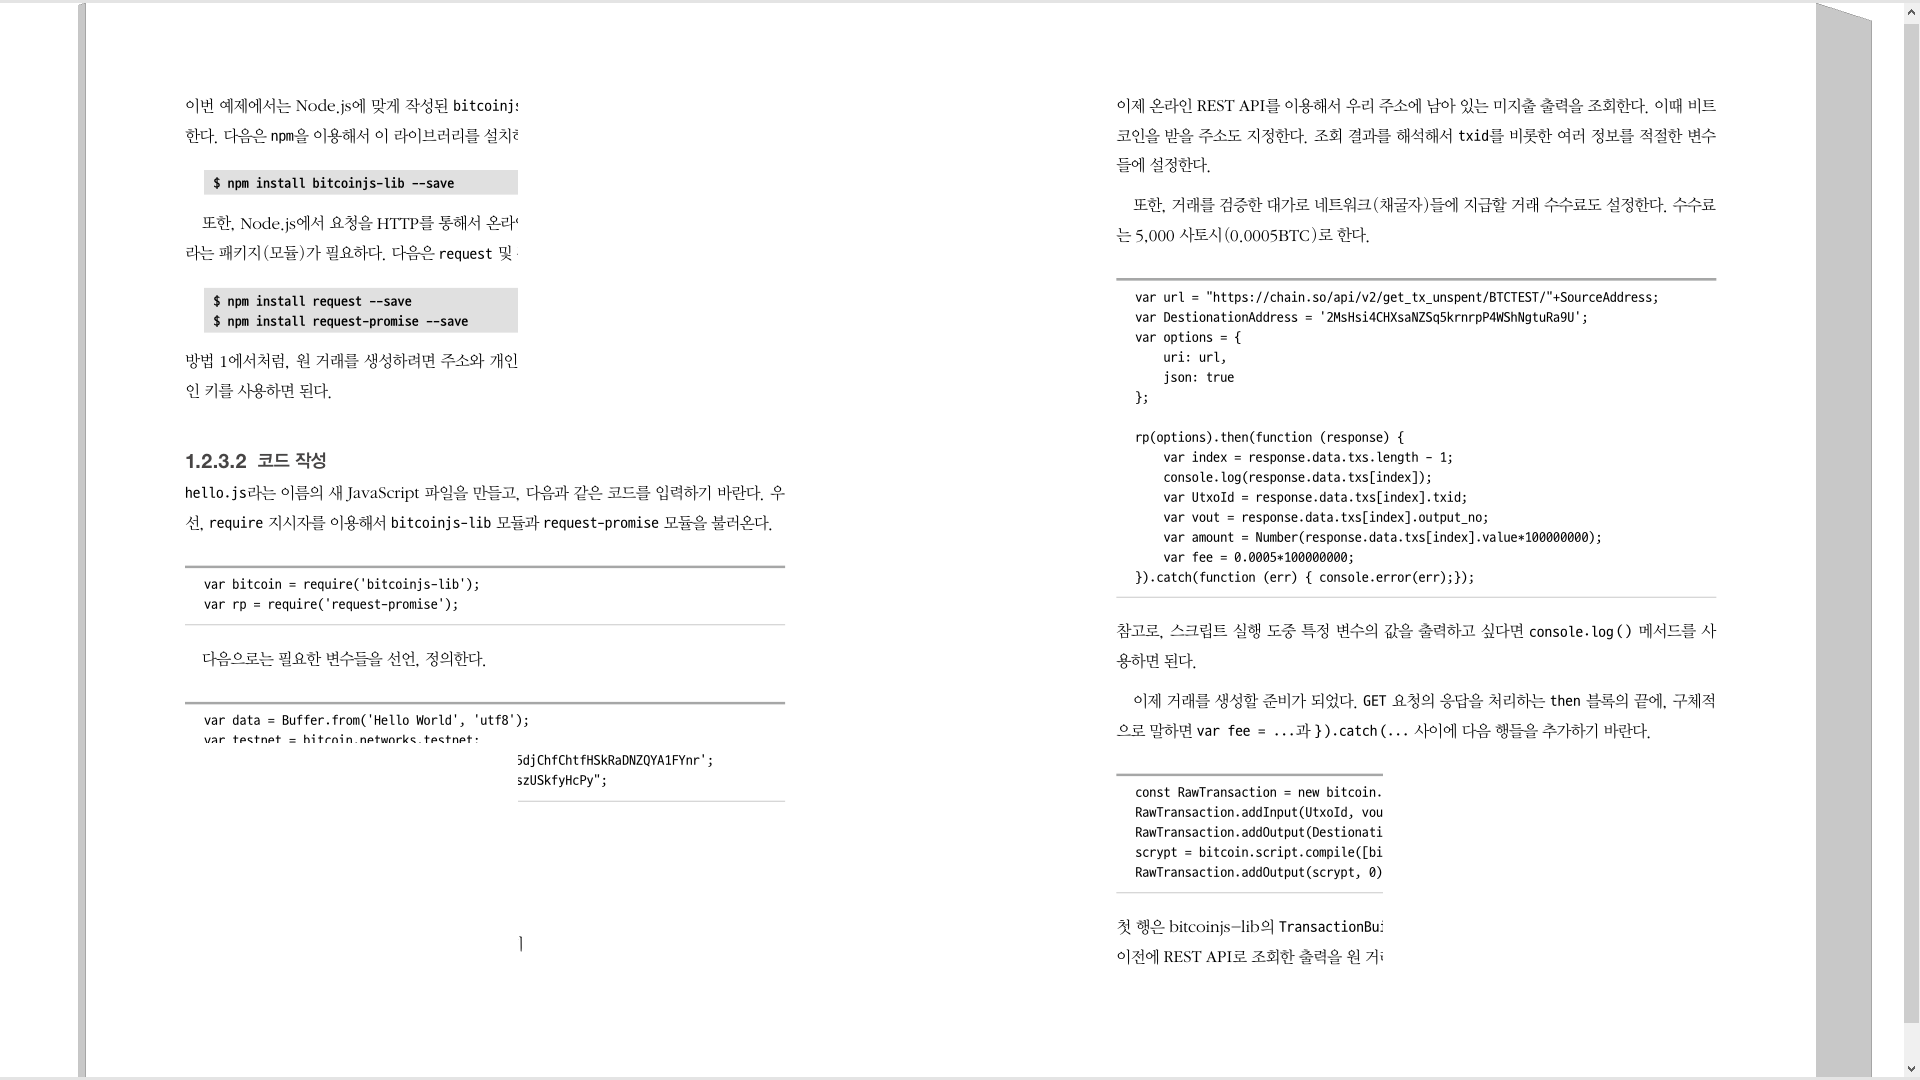 이번 예제에서는 Node.js에 맞게 작성된
한다. 다음은 npm을 이용해서 이 라이브러리를
$ npm install bitcoinjs-lib --save
또한, Node.js에서 요청을 HTTP를 통해서
라는 패키지(모듈)가 필요하다. 다음은 request 및
$ npm install request --save
$ npm install request-promise --save
방법 1에서처럼, 원 거래를 생성하려면 주소와 개인
인 키를 사용하면 된다.
1.2.3.2 코드 작성
hello.js라는 이름의 새 JavaScript 파일을 만들고, 다음과 같은 코드를 입력하기 바란다. 우
선, require 지시자를 이용해서 bitcoinjs-lib 모듈과 request-promise 모듈을 불러온다.
var bitcoin = require('bitcoinjs-lib');
var rp = require('request-promise');
다음으로는 필요한 변수들을 선언, 정의한다.
var data = Buffer.from('Hello World', 'utf8');
var testnet = bitcoin.networks.testnet;
djChfChtfHSkRaDNZQYA1FYnr';
szUSkfyHcPy";
이제 온라인 REST API를 이용해서 우리 주소에 남아 있는 미지출 출력을 조회한다. 이때 비트
코인을 받을 주소도 지정한다. 조회 결과를 해석해서 txid를 비롯한 여러 정보를 적절한 변수
들에 설정한다.
또한, 거래를 검증한 대가로 네트워크(채굴자)들에 지급할 거래 수수료도 설정한다. 수수료
는 5,000 사토시(0.0005BTC)로 한다.
var url = "https://chain.so/api/v2/get_tx_unspent/BTCTEST/"+SourceAddress;
var DestionationAddress = '2MsHsi4CHXsaNZSq5krnrpP4WShNgtuRa9U';
var options = {
    uri: url,
    json: true
};
rp(options).then(function (response) {
    var index = response.data.txs.length - 1;
    console.log(response.data.txs[index]);
    var UtxoId = response.data.txs[index].txid;
    var vout = response.data.txs[index].output_no;
    var amount = Number(response.data.txs[index].value*100000000);
    var fee = 0.0005*100000000;
}).catch(function (err) { console.error(err);});
참고로, 스크립트 실행 도중 특정 변수의 값을 출력하고 싶다면 console.log() 메서드를 사
용하면 된다.
이제 거래를 생성할 준비가 되었다. GET 요청의 응답을 처리하는 then 블록의 끝에, 구체적
으로 말하면 var fee = ...과 }).catch(... 사이에 다음 행들을 추가하기 바란다.
const RawTransaction = new bitcoin.
RawTransaction.addInput(UtxoId, vou
RawTransaction.addOutput(Destionati
scrypt = bitcoin.script.compile([bi
RawTransaction.addOutput(scrypt, 0)
첫 행은 bitcoinjs-lib의 TransactionBu
이전에 REST API로 조회한 출력을 원